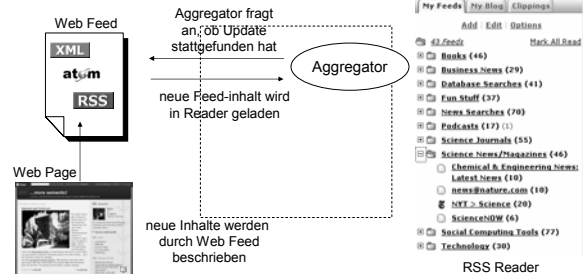 Web Feed
XML
atom
RSS
Aggregator fragt
an, ob Update
stattgefunden hat
Aggregator
neue Feed-inhalt wird
in Reader geladen
Web Page
...more semantic!
neue Inhalte werden
durch Web Feed
beschrieben
My Feeds My Blog Clippings
Add | Edit | Options
43 Feeds Mark All Read
Books (46)
Business News (29)
Database Searches (41)
Fun Stuff (37)
News Searches (70)
Podcasts (17) (1)
Science Journals (55)
Science News/Magazines (46)
Chemical & Engineering News:
Latest News (10)
news@nature.com (10)
NYT > Science (20)
ScienceNOW (6)
Social Computing Tools (77)
Technology (30)
RSS Reader